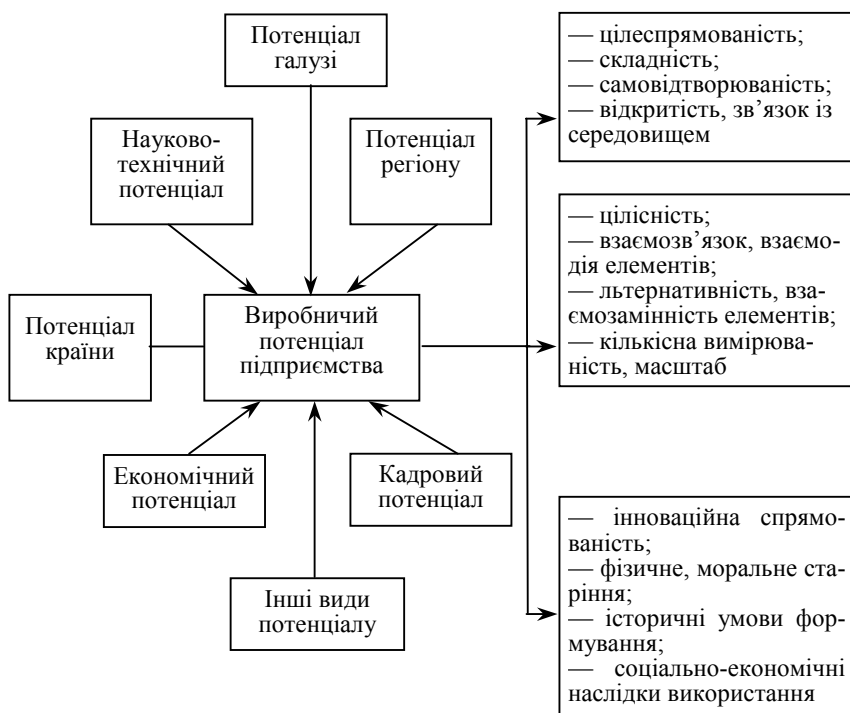 Потенціал
галузі
Науково-
технічний
потенціал
Потенціал
регіону
Потенціал
країни
Виробничий
потенціал
підприємства
Економічний
потенціал
Кадровий
потенціал
Інші види
потенціалу
— цілеспрямованість;
— складність;
— самовідтворюваність;
— відкритість, зв’язок із
середовищем
— цілісність;
— взаємозв’язок, взаємо-
дія елементів;
— льтернативність, вза-
ємозамінність елементів;
— кількісна вимірюва-
ність, масштаб
— інноваційна спрямо-
ваність;
— фізичне, моральне ста-
ріння;
— історичні умови фор-
мування;
— соціально-економічні
наслідки використання